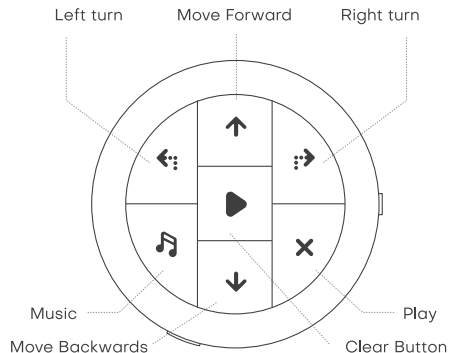 Left turn
Move Forward
Right turn
Music
Play
Move Backwards
Clear Button